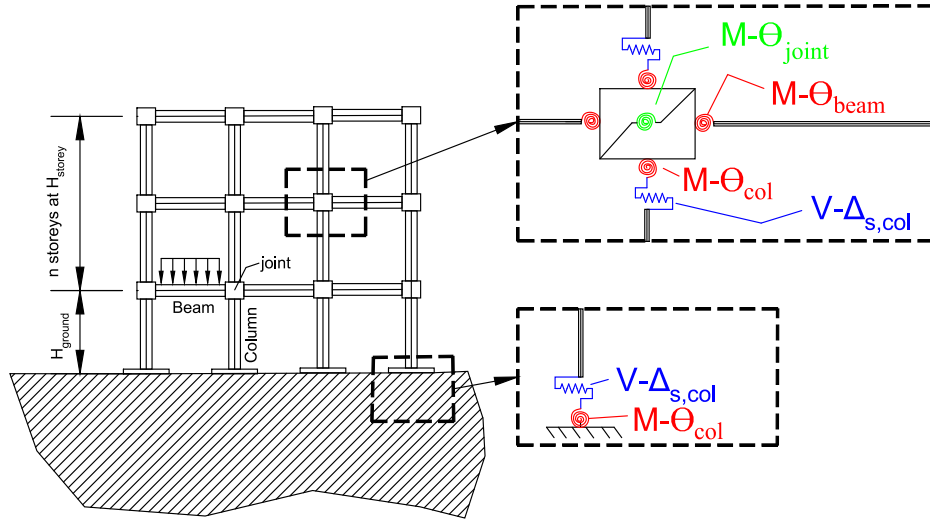 n storeys at Hstorey
Hground
Beam
Column
joint
M-Θjoint
M-Θbeam
M-Θcol
V-Δs,col
V-Δs,col
M-Θcol